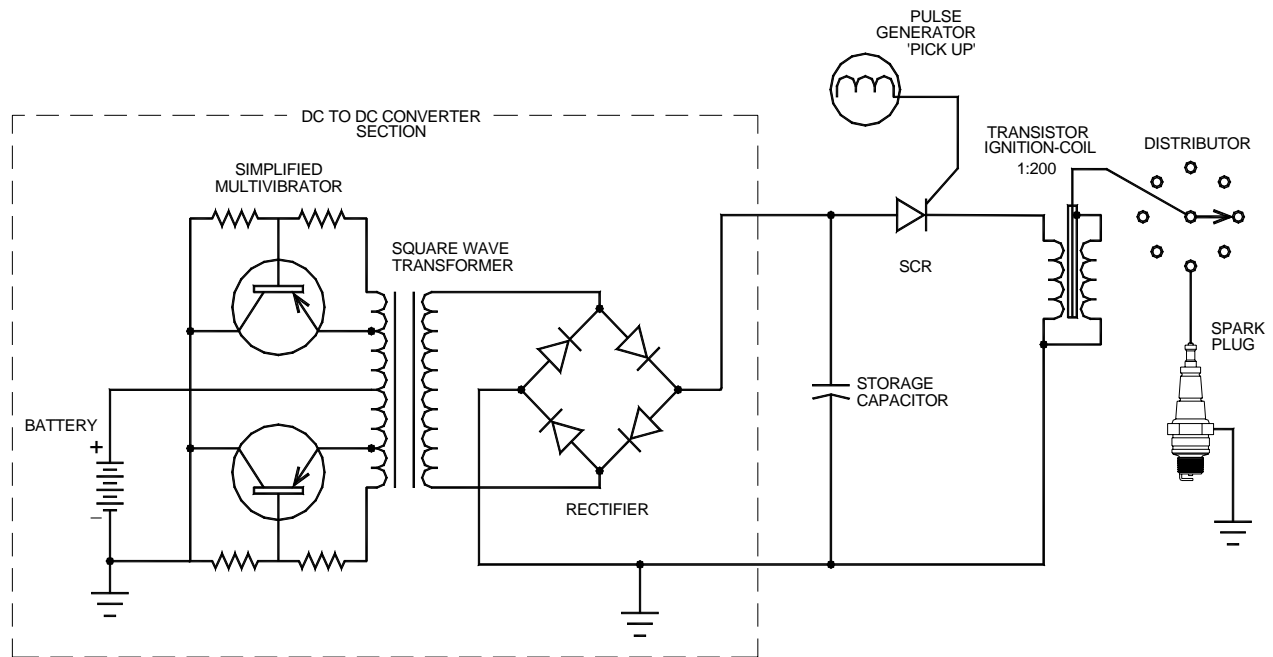 PULSE
GENERATOR
'PICK UP'
DC TO DC CONVERTER
SECTION
SIMPLIFIED
MULTIVIBRATOR
TRANSISTOR
IGNITION-COIL
1:200
DISTRIBUTOR
SQUARE WAVE
TRANSFORMER
SCR
SPARK
PLUG
STORAGE
CAPACITOR
BATTERY
+
–
RECTIFIER